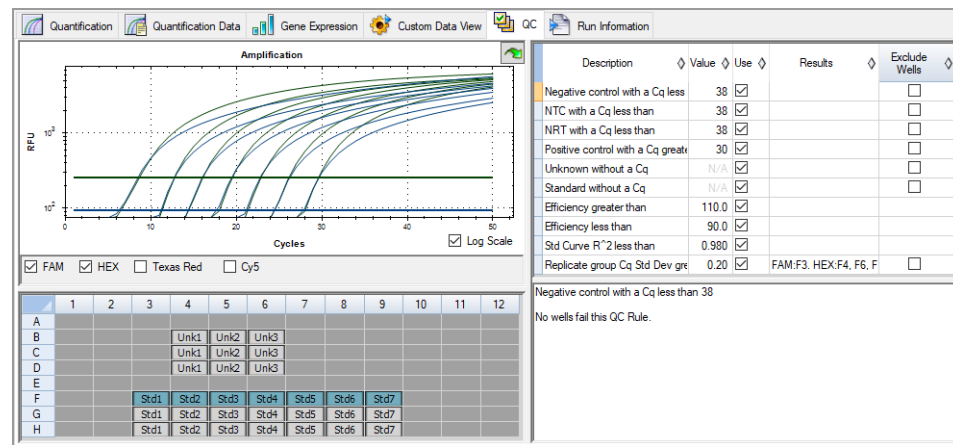 Quantification Quantification Data Gene Expression Custom Data View QC Run Information
Amplification
RFU
10³
10²
0 10 20 30 40 50
Cycles
Log Scale
FAM HEX Texas Red Cy5
1 2 3 4 5 6 7 8 9 10 11 12
A
B Unk1 Unk2 Unk3
C Unk1 Unk2 Unk3
D Unk1 Unk2 Unk3
E
F Std1 Std2 Std3 Std4 Std5 Std6 Std7
G Std1 Std2 Std3 Std4 Std5 Std6 Std7
H Std1 Std2 Std3 Std4 Std5 Std6 Std7
Description Value Use Results Exclude Wells
Negative control with a Cq less 38
NTC with a Cq less than 38
NRT with a Cq less than 38
Positive control with a Cq greate 30
Unknown without a Cq N/A
Standard without a Cq N/A
Efficiency greater than 110.0
Efficiency less than 90.0
Std Curve R^2 less than 0.980
Replicate group Cq Std Dev gre 0.20 FAM:F3. HEX:F4, F6, F
Negative control with a Cq less than 38
No wells fail this QC Rule.